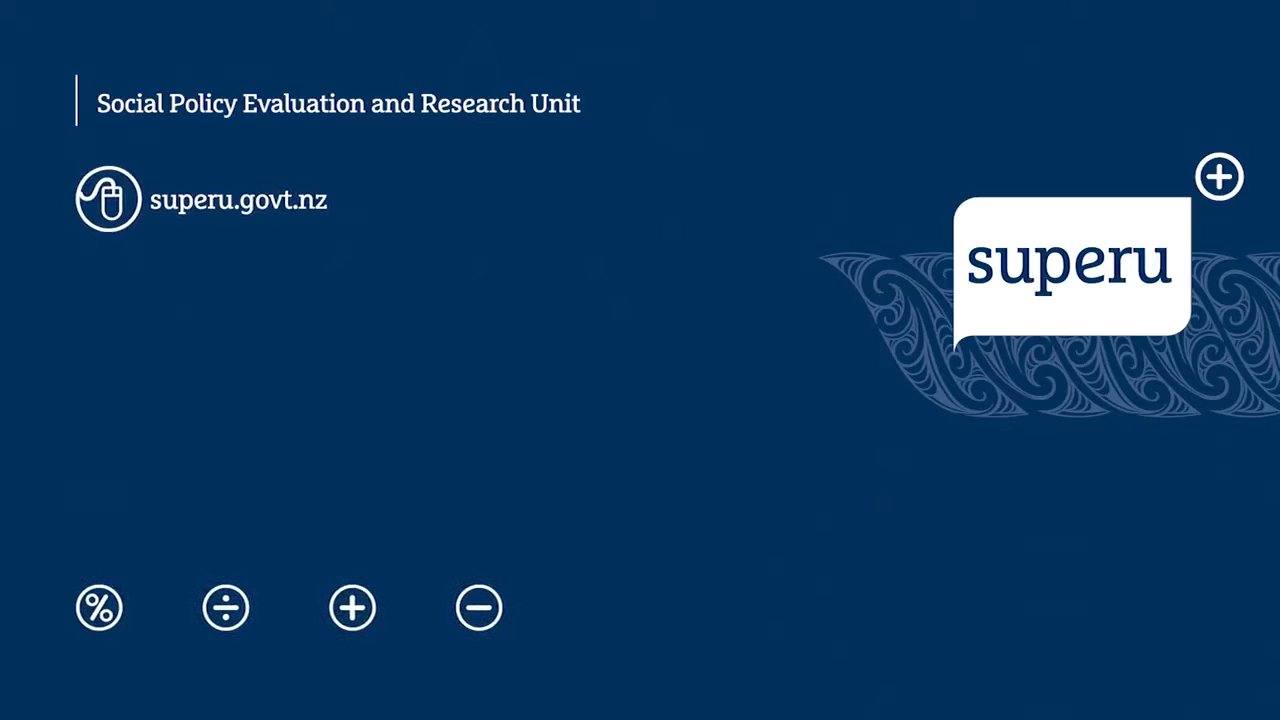 Social Policy Evaluation and Research Unit
superu.govt.nz
superu
% ÷ + −